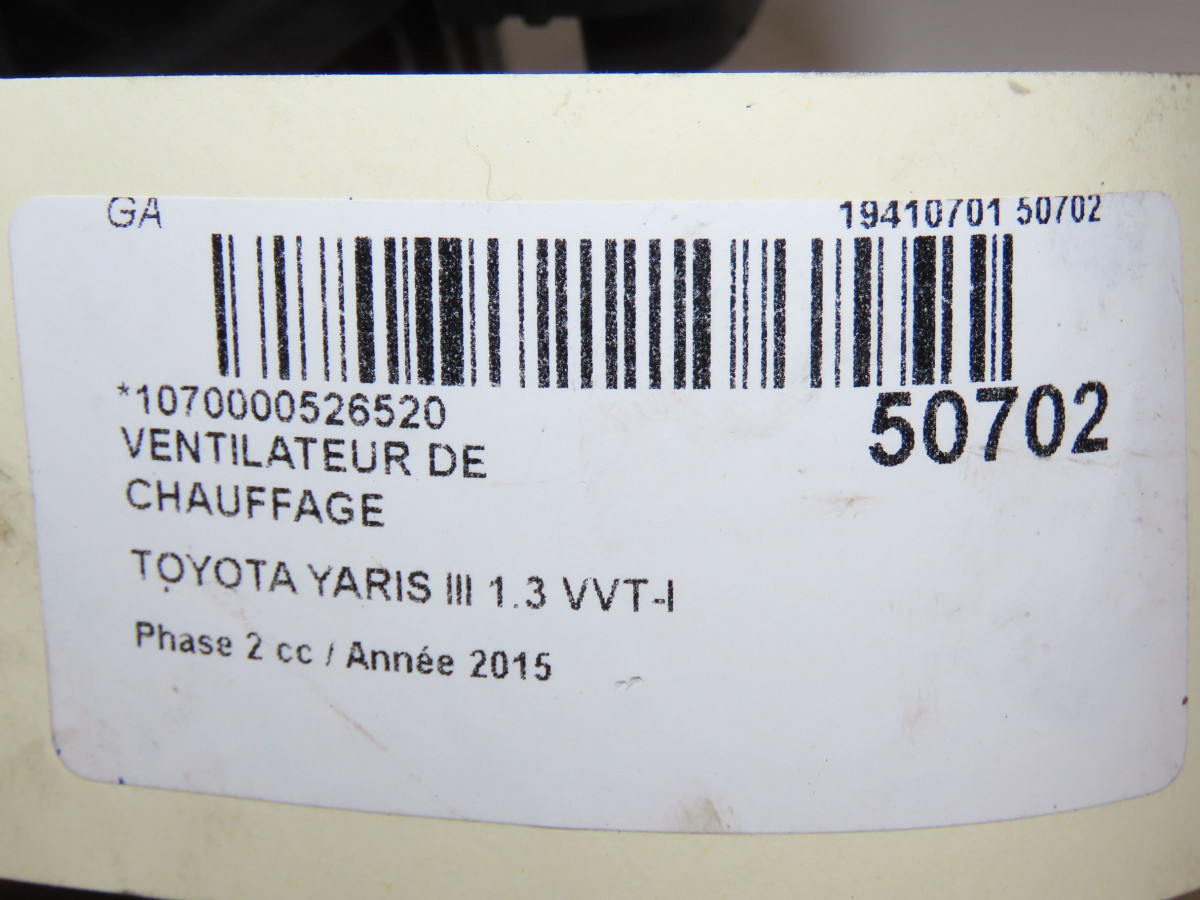 GA
19410701 50702
*1070000526520
50702
VENTILATEUR DE
CHAUFFAGE
TOYOTA YARIS III 1.3 VVT-I
Phase 2 cc / Année 2015